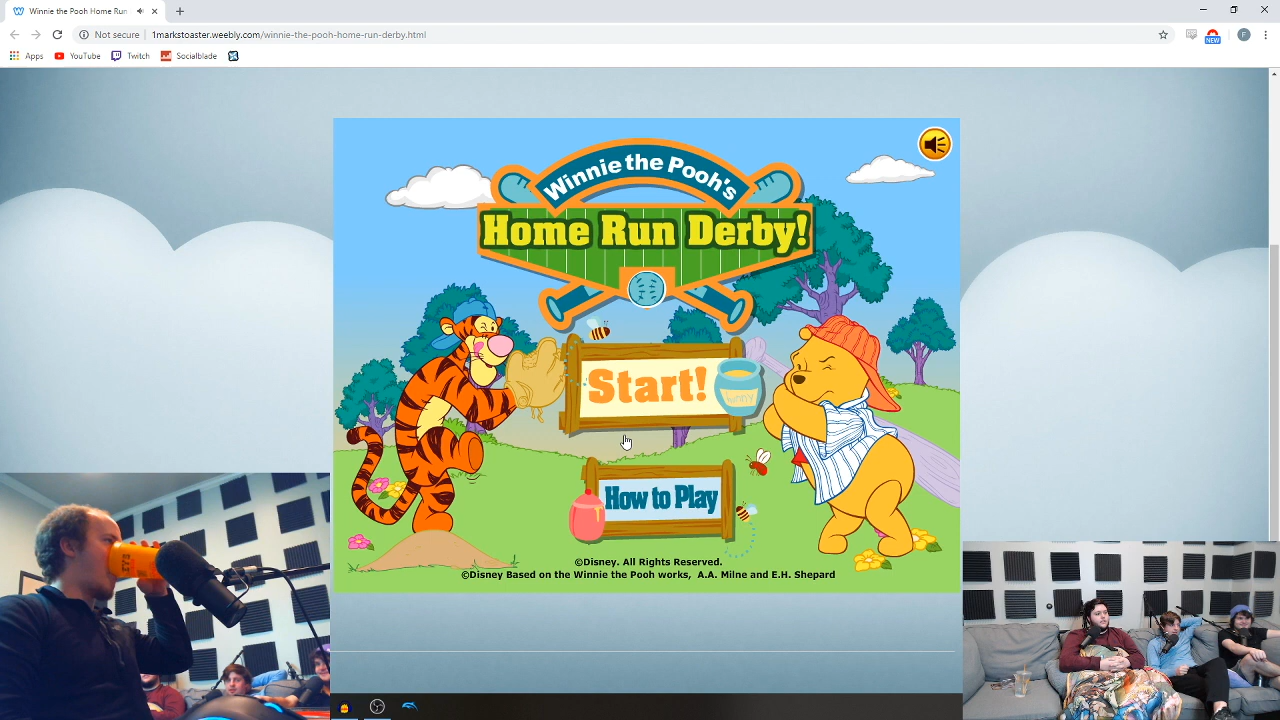 Winnie the Pooh Home Run
Not secure
1markstoaster.weebly.com/winnie-the-pooh-home-run-derby.html
F
Apps
YouTube
Twitch
Socialblade
NEW
Winnie the Pooh's
Home Run Derby!
Start!
HUNNY
How to Play
©Disney. All Rights Reserved.
©Disney Based on the Winnie the Pooh works, A.A. Milne and E.H. Shepard